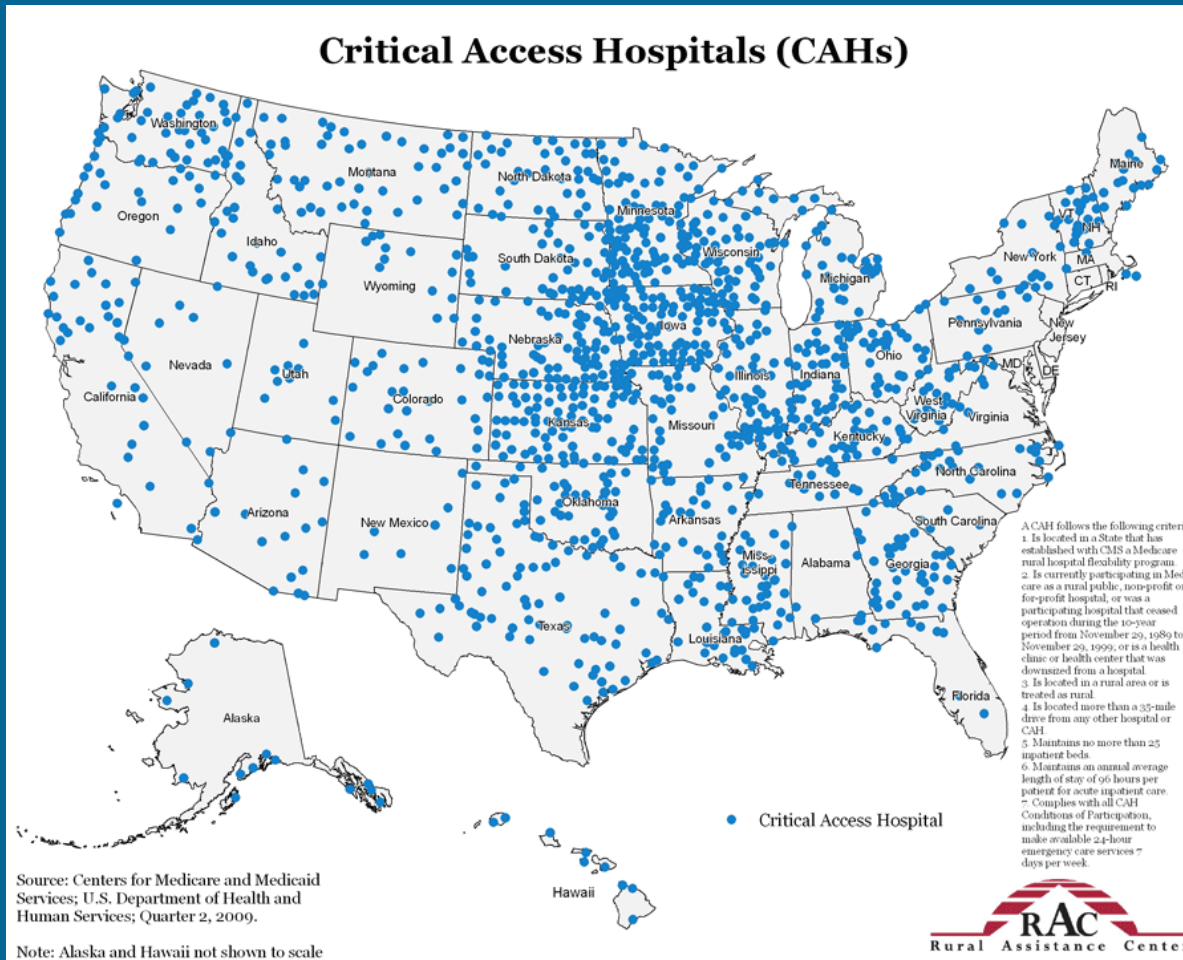 Critical Access Hospitals (CAHs)
Washington
Montana
North Dakota
Minnesota
Maine
Oregon
Idaho
Wyoming
South Dakota
Wisconsin
Michigan
VT
NH
New York
MA
CT
RI
Nevada
Utah
Colorado
Nebraska
Iowa
Illinois
Indiana
Ohio
Pennsylvania
New
Jersey
MD
DE
California
Kansas
Missouri
Kentucky
West
Virginia
Virginia
Arizona
New Mexico
Oklahoma
Arkansas
Tennessee
North Carolina
South Carolina
Texas
Louisiana
Miss-
issippi
Alabama
Georgia
Florida
Alaska
Hawaii
A CAH follows the following criteri
1. Is located in a State that has
established with CMS a Medicare
rural hospital flexibility program.
2. Is currently participating in Med
care as a rural public, non-profit o
for-profit hospital, or was a
participating hospital that ceased
operation during the 10-year
period from November 29, 1989 to
November 29, 1999; or is a health
clinic or health center that was
downsized from a hospital.
3. Is located in a rural area or is
treated as rural.
4. Is located more than a 35-mile
drive from any other hospital or
CAH.
5. Maintains no more than 25
inpatient beds.
6. Maintains an annual average
length of stay of 96 hours per
patient for acute inpatient care.
7. Complies with all CAH
Conditions of Participation,
including the requirement to
make available 24-hour
emergency care services 7
days per week.
Critical Access Hospital
Source: Centers for Medicare and Medicaid
Services; U.S. Department of Health and
Human Services; Quarter 2, 2009.
Note: Alaska and Hawaii not shown to scale
RAC
Rural Assistance Center